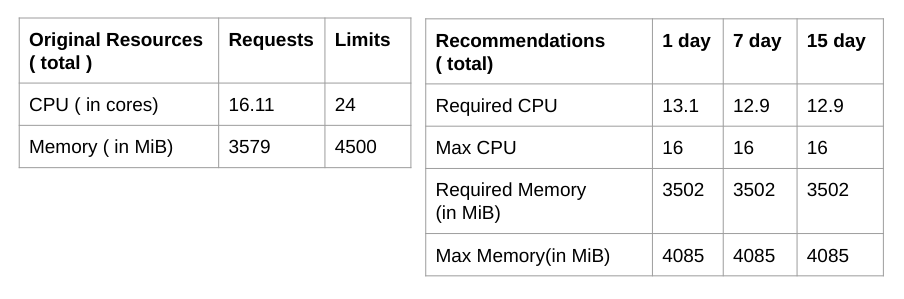 Original Resources Requests Limits
( total )
CPU ( in cores) 16.11 24
Memory ( in MiB) 3579 4500
Recommendations 1 day 7 day 15 day
( total)
Required CPU 13.1 12.9 12.9
Max CPU 16 16 16
Required Memory 3502 3502 3502
(in MiB)
Max Memory(in MiB) 4085 4085 4085